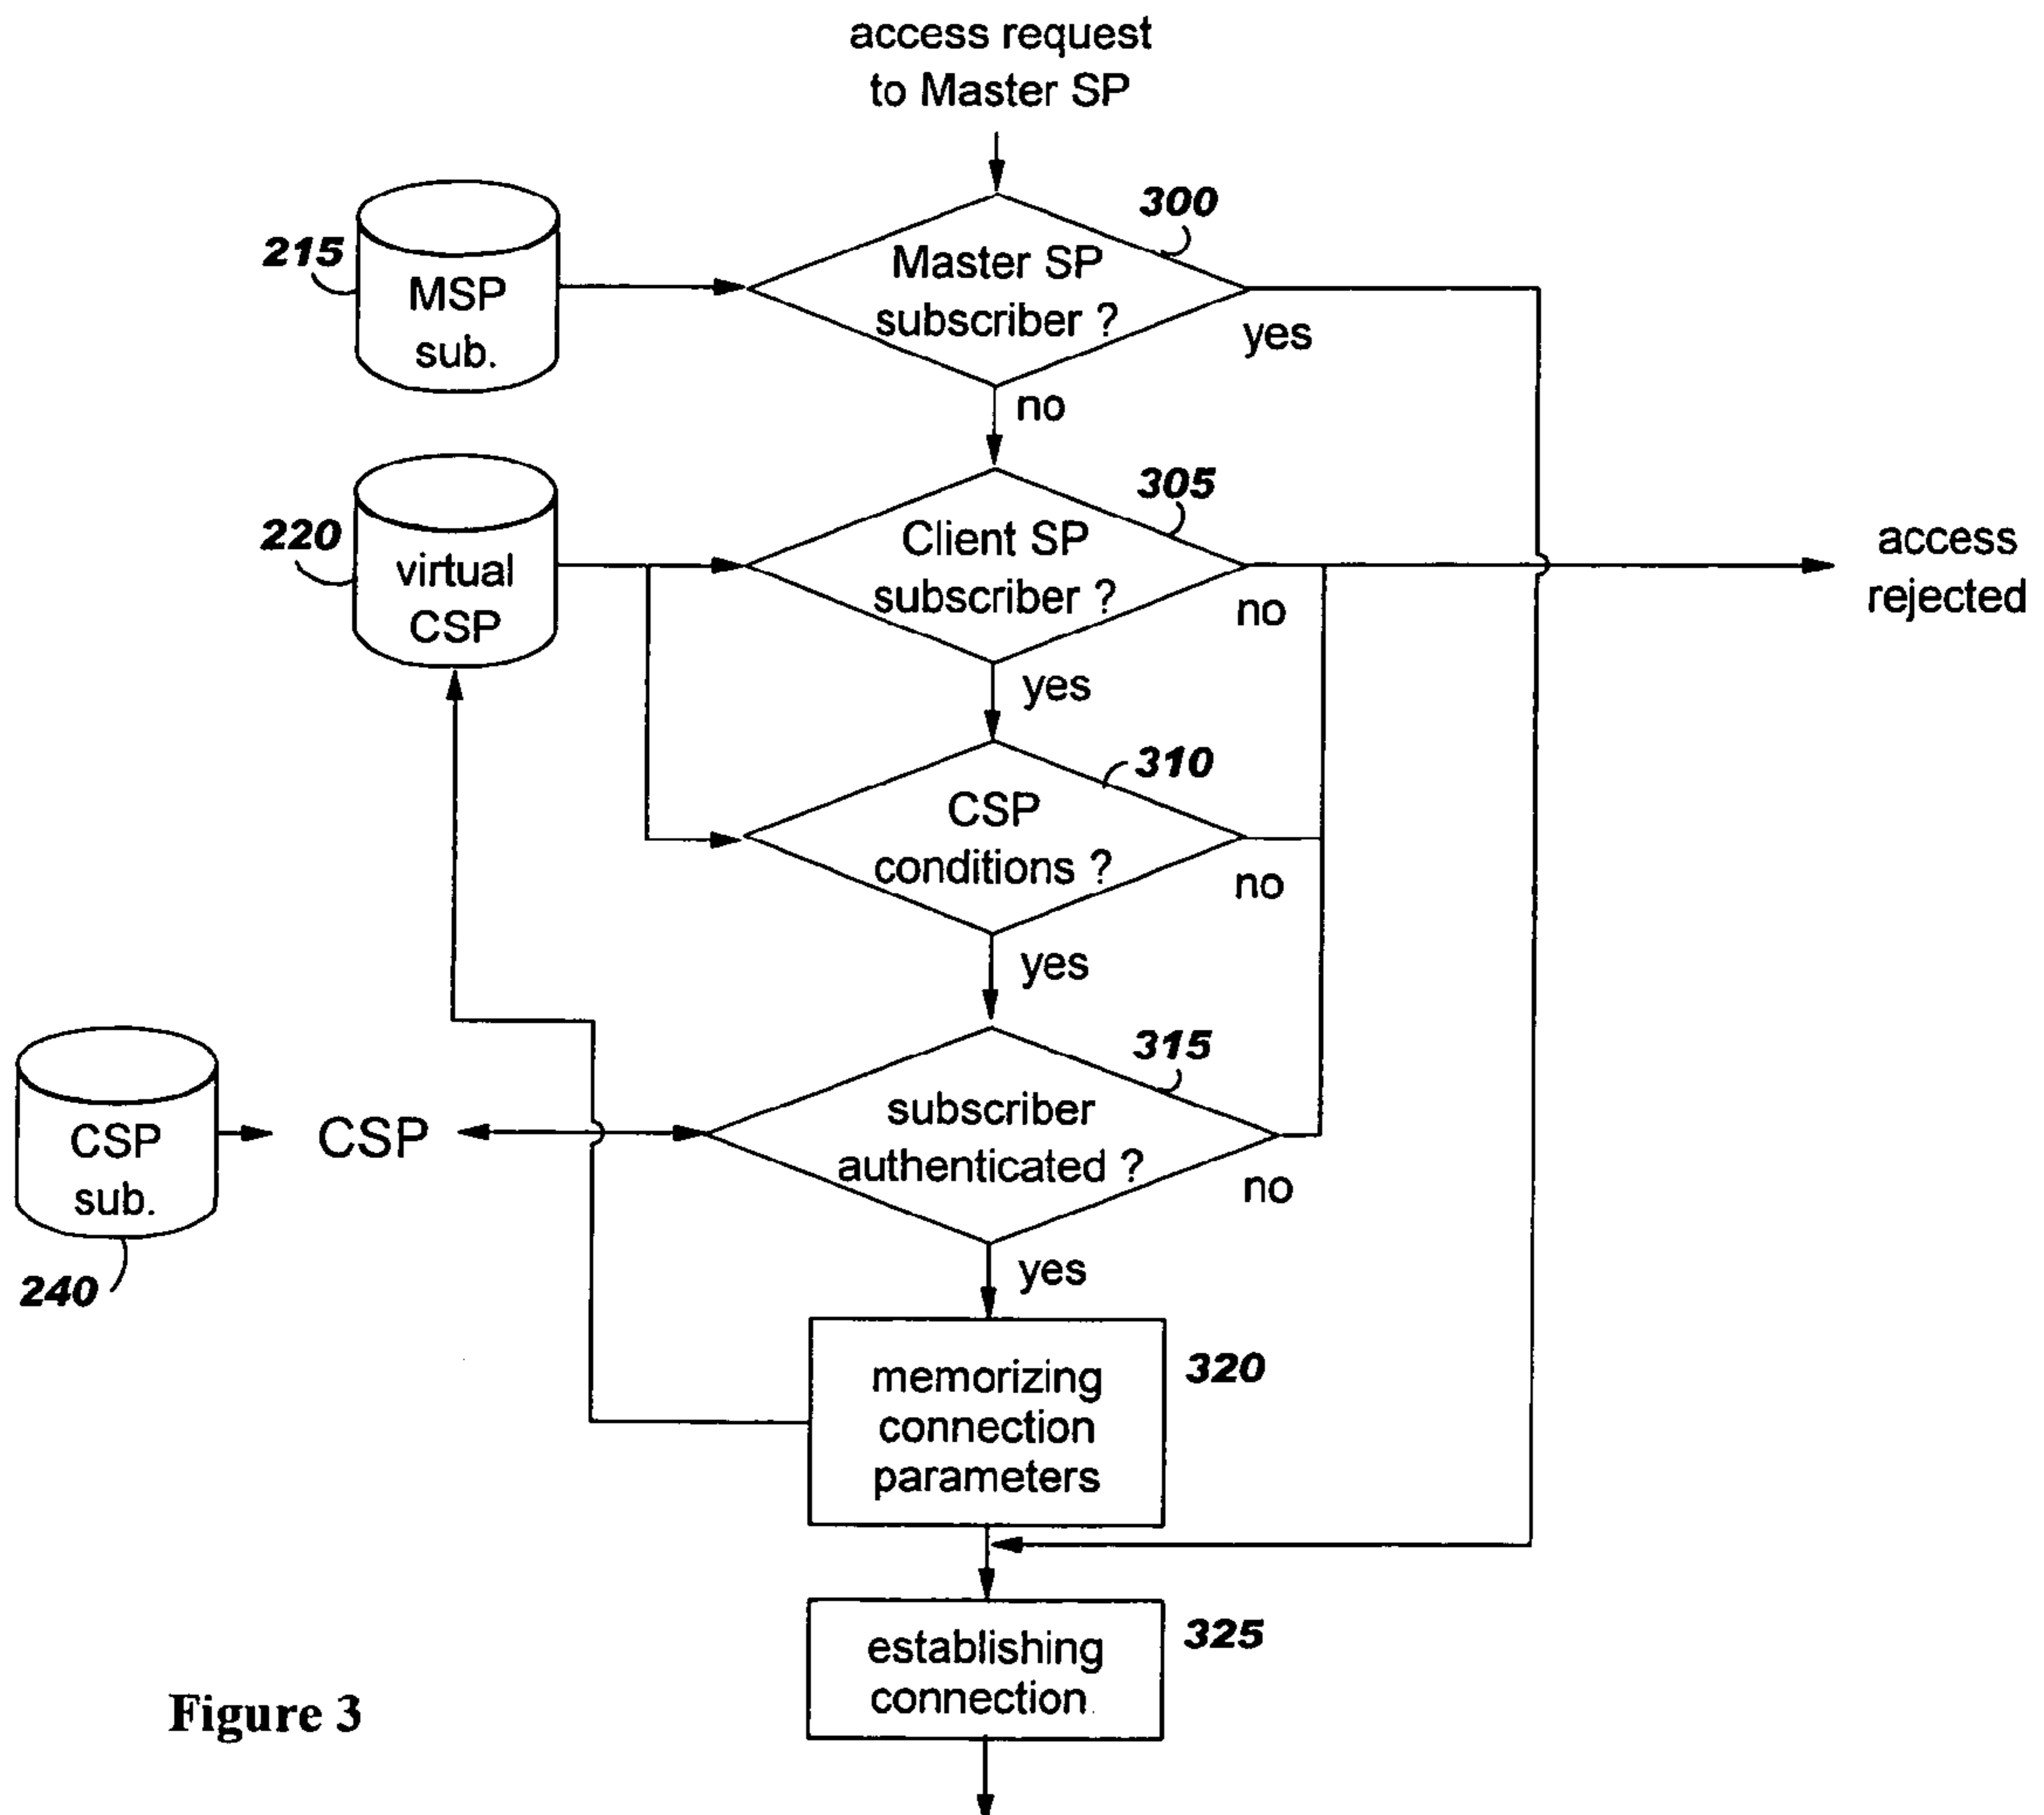 access request
to Master SP
300
215
MSP
sub.
Master SP
subscriber ?
yes
no
305
220
virtual
CSP
Client SP
subscriber ?
no
access
rejected
yes
310
CSP
conditions ?
no
yes
315
CSP
sub.
CSP
subscriber
authenticated ?
no
240
yes
320
memorizing
connection
parameters
325
establishing
connection
Figure 3